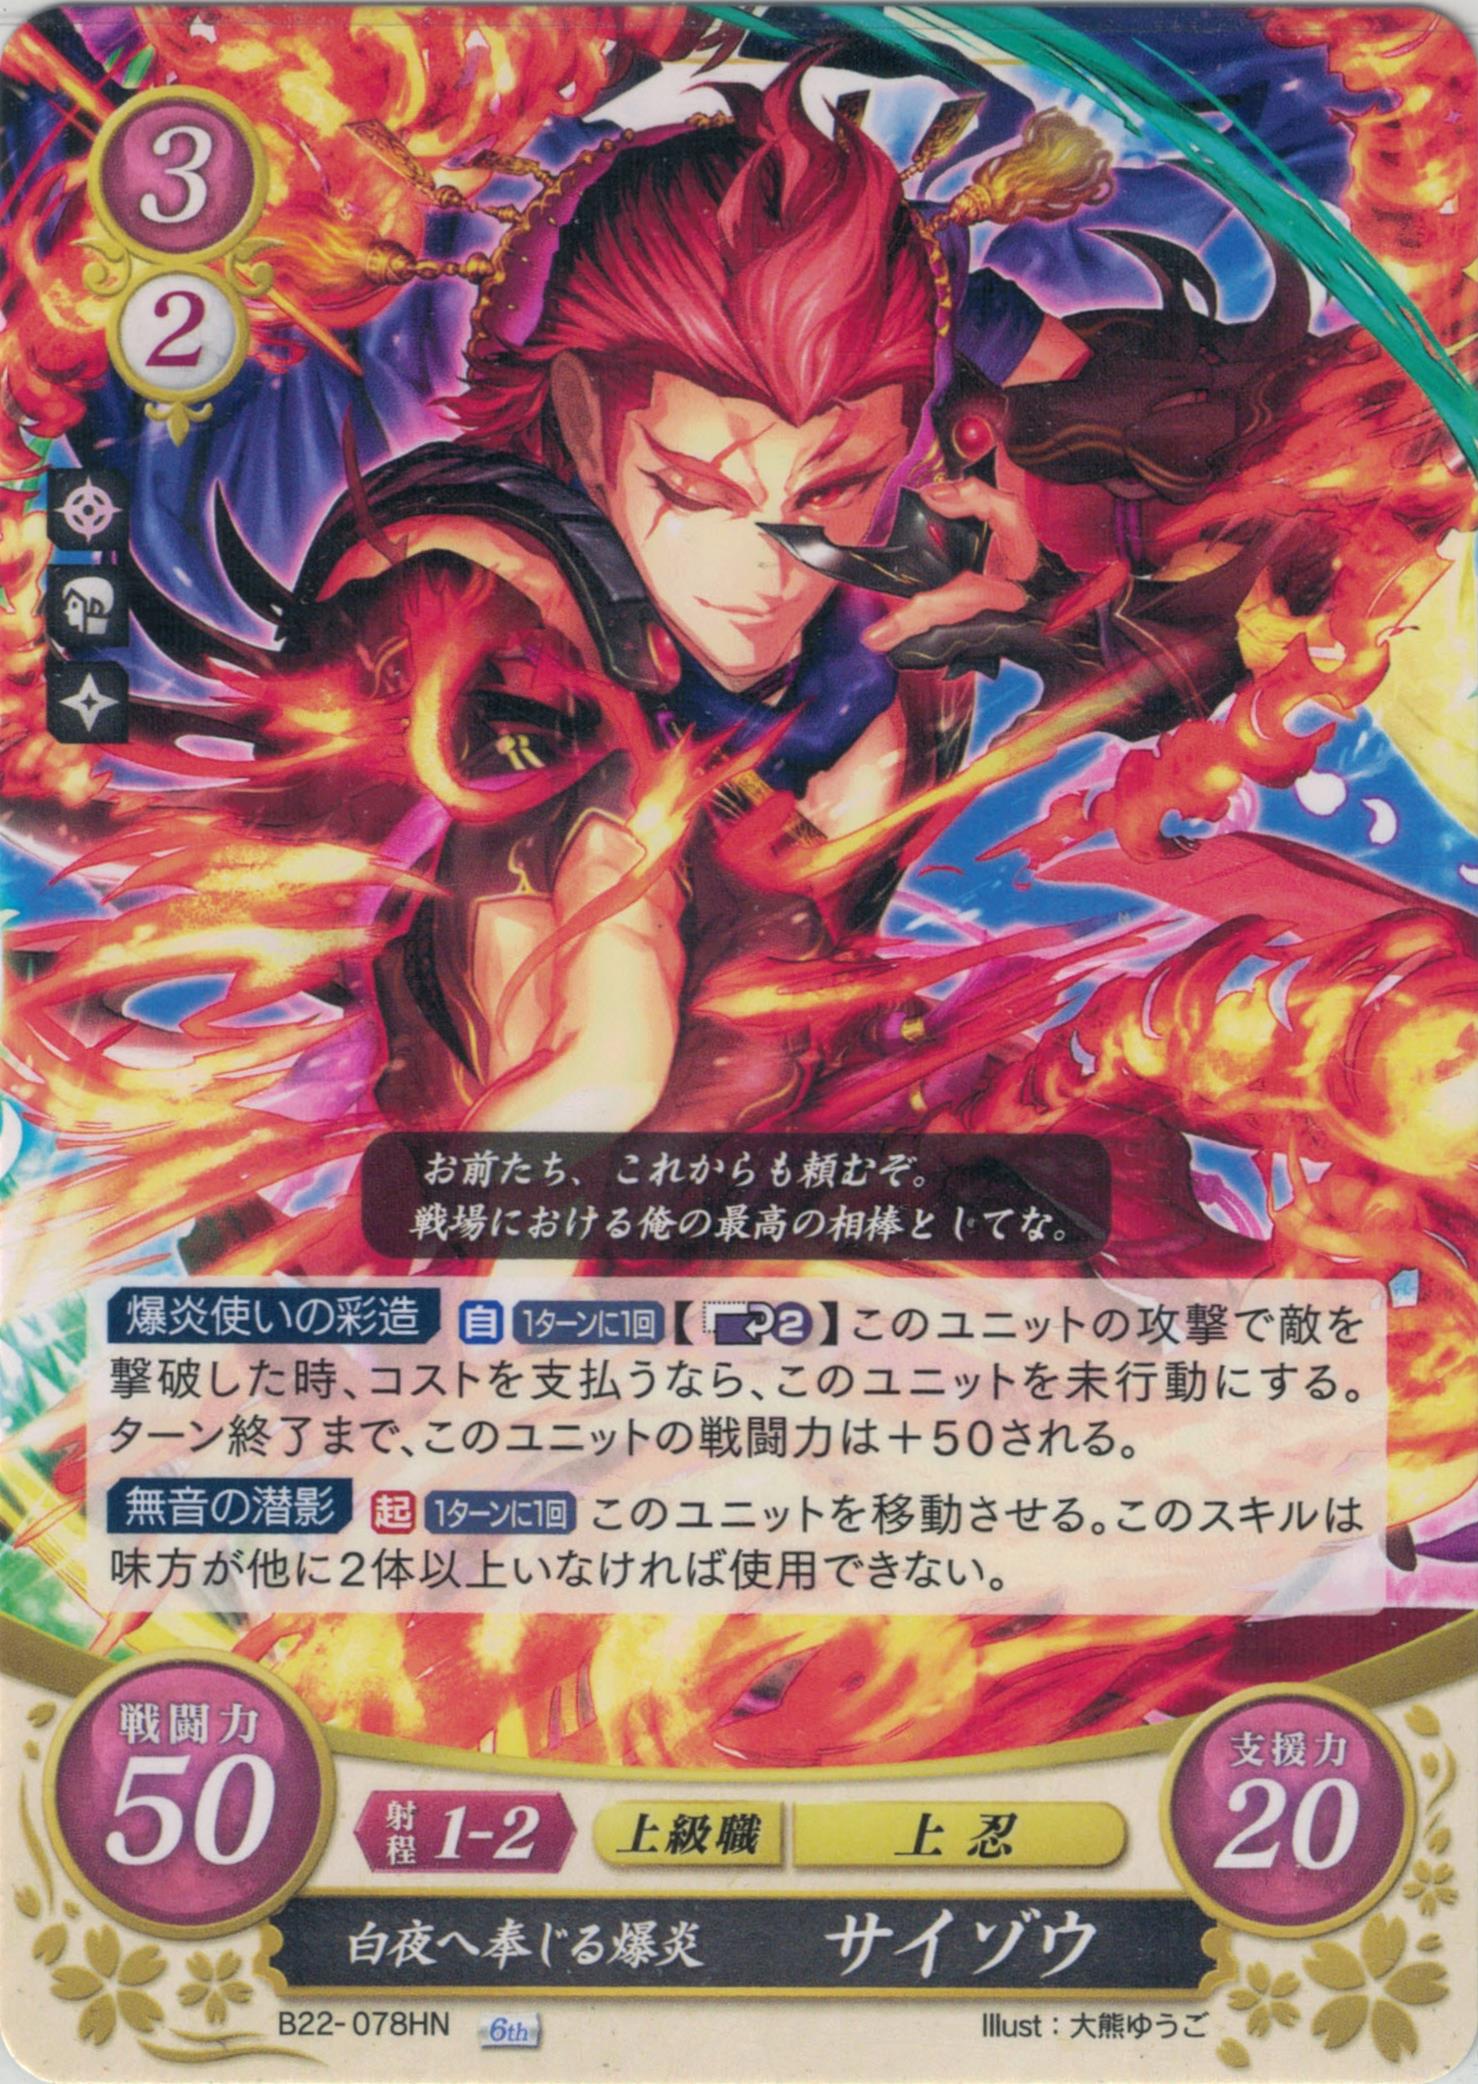 3
2
お前たち、これからも頼むぞ。
戦場における俺の最高の相棒としてな。
爆炎使いの彩造 自 1ターンに1回 【2】このユニットの攻撃で敵を
撃破した時、コストを支払うなら、このユニットを未行動にする。
ターン終了まで、このユニットの戦闘力は＋50される。
無音の潜影 起 1ターンに1回 このユニットを移動させる。このスキルは
味方が他に2体以上いなければ使用できない。
戦闘力
50
射程 1-2
上級職
上忍
支援力
20
白夜へ奉じる爆炎 サイゾウ
B22-078HN 6th
Illust：大熊ゆうご